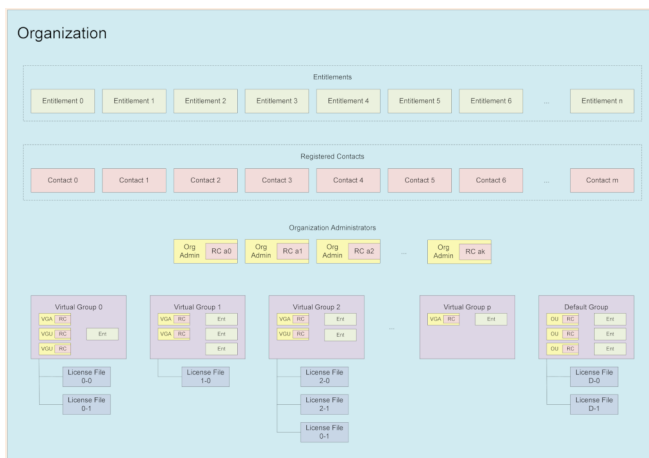 Organization
Entitlements
Entitlement 0 Entitlement 1 Entitlement 2 Entitlement 3 Entitlement 4 Entitlement 5 Entitlement 6 ... Entitlement n
Registered Contacts
Contact 0 Contact 1 Contact 2 Contact 3 Contact 4 Contact 5 Contact 6 ... Contact m
Organization Administrators
Org Admin RC a0 Org Admin RC a1 Org Admin RC a2 ... Org Admin RC ak
Virtual Group 0
VGA RC
VGU RC Ent
VGU RC
License File
0-0
License File
0-1
Virtual Group 1
VGA RC Ent
VGA RC Ent
Ent
License File
1-0
Virtual Group 2
VGA RC Ent
VGU RC Ent
License File
2-0
License File
2-1
License File
0-1
...
Virtual Group p
VGA RC Ent
Default Group
OU RC Ent
OU RC Ent
OU RC Ent
License File
D-0
License File
D-1